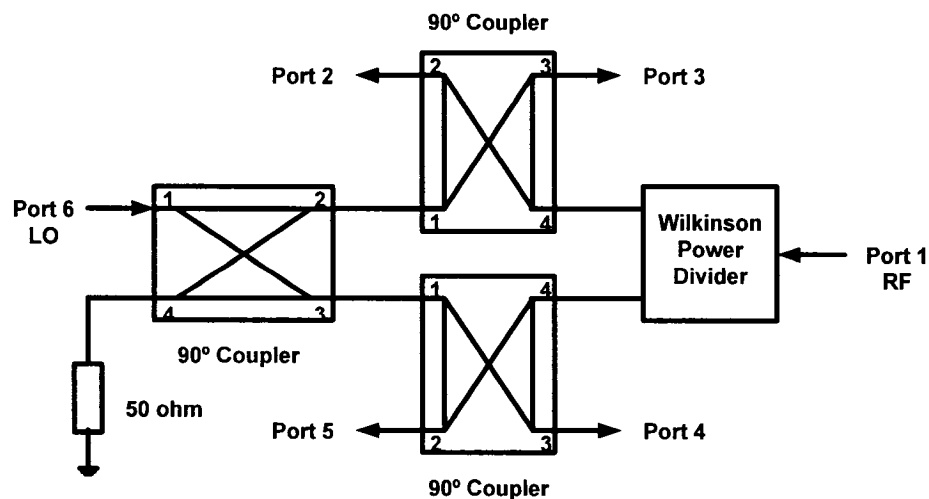 90º Coupler
Port 2
2
3
Port 3
Port 6
LO
1
2
1
4
Wilkinson
Power
Divider
Port 1
RF
4
3
1
4
90º Coupler
50 ohm
Port 5
2
3
Port 4
90º Coupler